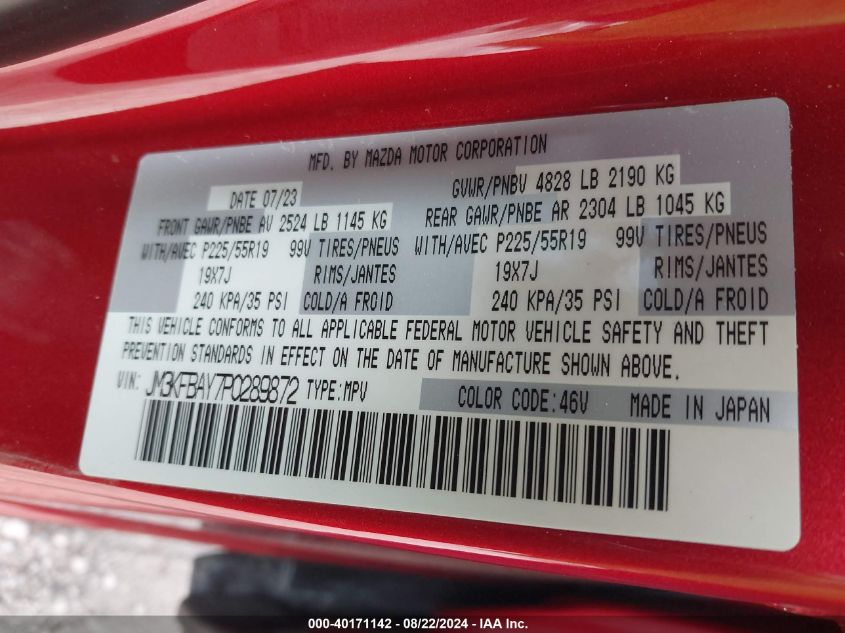 MFD. BY MAZDA MOTOR CORPORATION
DATE 07/23 GVWR/PNBV 4828 LB 2190 KG
FRONT GAWR/PNBE AV 2524 LB 1145 KG REAR GAWR/PNBE AR 2304 LB 1045 KG
WITH/AVEC P225/55R19 99V TIRES/PNEUS WITH/AVEC P225/55R19 99V TIRES/PNEUS
19X7J RIMS/JANTES 19X7J RIMS/JANTES
240 KPA/35 PSI COLD/A FROID 240 KPA/35 PSI COLD/A FROID
THIS VEHICLE CONFORMS TO ALL APPLICABLE FEDERAL MOTOR VEHICLE SAFETY AND THEFT
PREVENTION STANDARDS IN EFFECT ON THE DATE OF MANUFACTURE SHOWN ABOVE.
VIN: JM3KFBAY7P0289872 TYPE:MPV COLOR CODE:46V MADE IN JAPAN
000-40171142 - 08/22/2024 - IAA Inc.